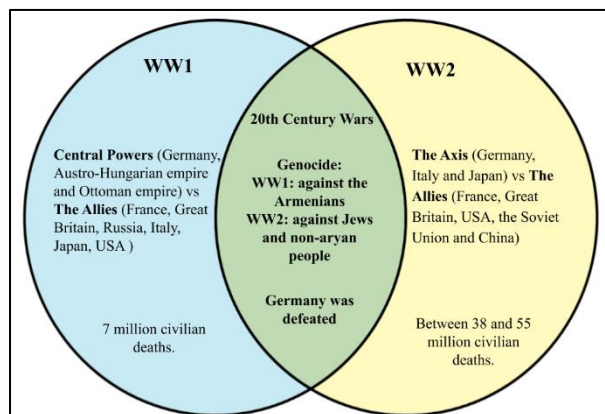 WW1
Central Powers (Germany,
Austro-Hungarian empire
and Ottoman empire) vs
The Allies (France, Great
Britain, Russia, Italy,
Japan, USA )
7 million civilian
deaths.
20th Century Wars
Genocide:
WW1: against the
Armenians
WW2: against Jews
and non-aryan
people
Germany was
defeated
WW2
The Axis (Germany,
Italy and Japan) vs The
Allies (France, Great
Britain, USA, the Soviet
Union and China)
Between 38 and 55
million civilian
deaths.